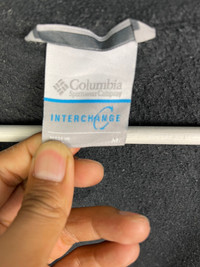 Columbia
Sportswear Company
INTERCHANGE